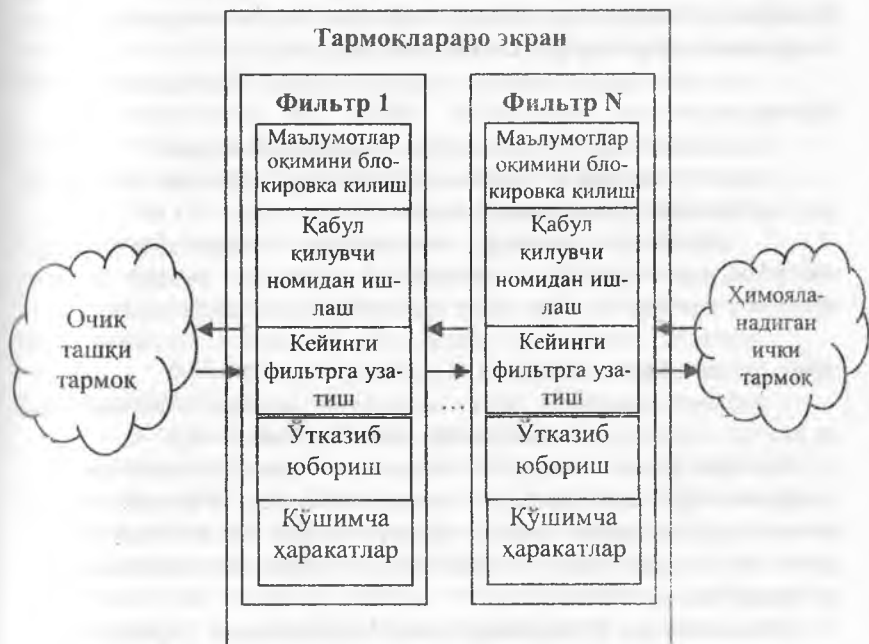 Тармоқлараро экран
Фильтр 1
Маълумотлар
оқимини бло-
кировка килиш
Қабул
қилувчи
номидан иш-
лаш
Кейинги
фильтрга уза-
тиш
Ўтказиб
юбориш
Қўшимча
ҳаракатлар
...
Фильтр N
Маълумотлар
оқимини бло-
кировка килиш
Қабул
қилувчи
номидан иш-
лаш
Кейинги
фильтрга уза-
тиш
Ўтказиб
юбориш
Қўшимча
ҳаракатлар
Очиқ
ташқи
тармоқ
Ҳимояла-
надиган
ички
тармоқ